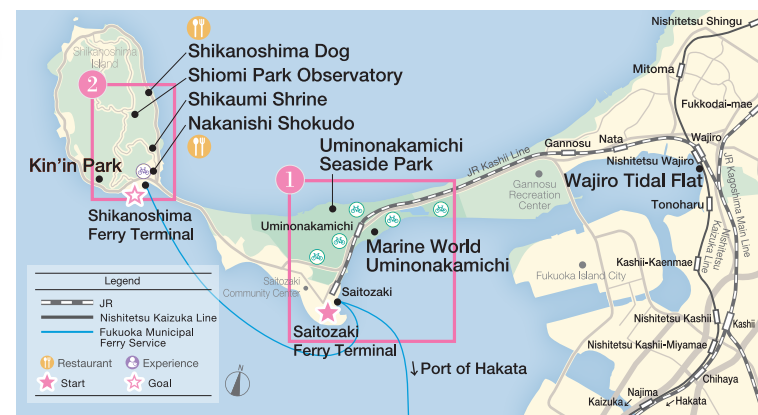 Shikanoshima
Island
Shikanoshima Dog
Shiomi Park Observatory
Shikaumi Shrine
Nakanishi Shokudo
2
Kin'in Park
Shikanoshima
Ferry Terminal
Uminonakamichi
Seaside Park
1
Uminonakamichi
Marine World
Uminonakamichi
Saitozaki
Community Center
Saitozaki
Saitozaki
Ferry Terminal
↓Port of Hakata
JR Kashii Line
Gannosu
Nata
Gannosu
Recreation
Center
Fukuoka Island City
Nishitetsu Shingu
Mitoma
Fukkodai-mae
Wajiro
Nishitetsu Wajiro
Wajiro Tidal Flat
Tonoharu
Nishitetsu
Kaizuka Line
JR Kagoshima Main Line
Kashii-Kaenmae
Nishitetsu Kashii
Kashii
Nishitetsu Kashii-Miyamae
Chihaya
Najima
Kaizuka↙
↙Hakata
Legend
JR
Nishitetsu Kaizuka Line
Fukuoka Municipal
Ferry Service
Restaurant
Experience
Start
Goal
N